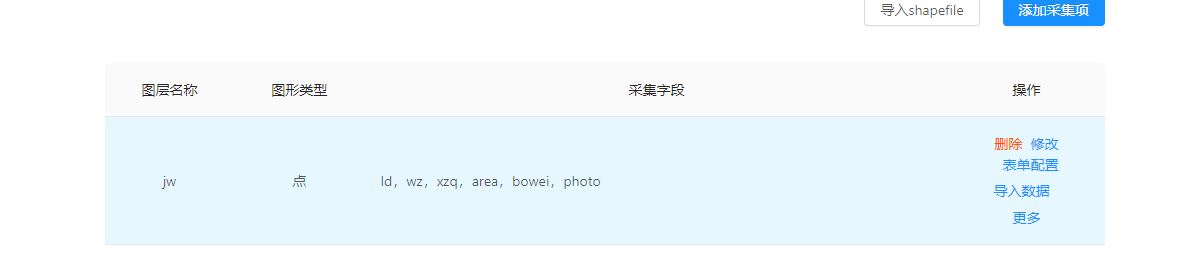 导入shapefile 添加采集项
图层名称 图形类型 采集字段 操作
删除 修改
表单配置
jw 点 ld，wz，xzq，area，bowei，photo
导入数据
更多